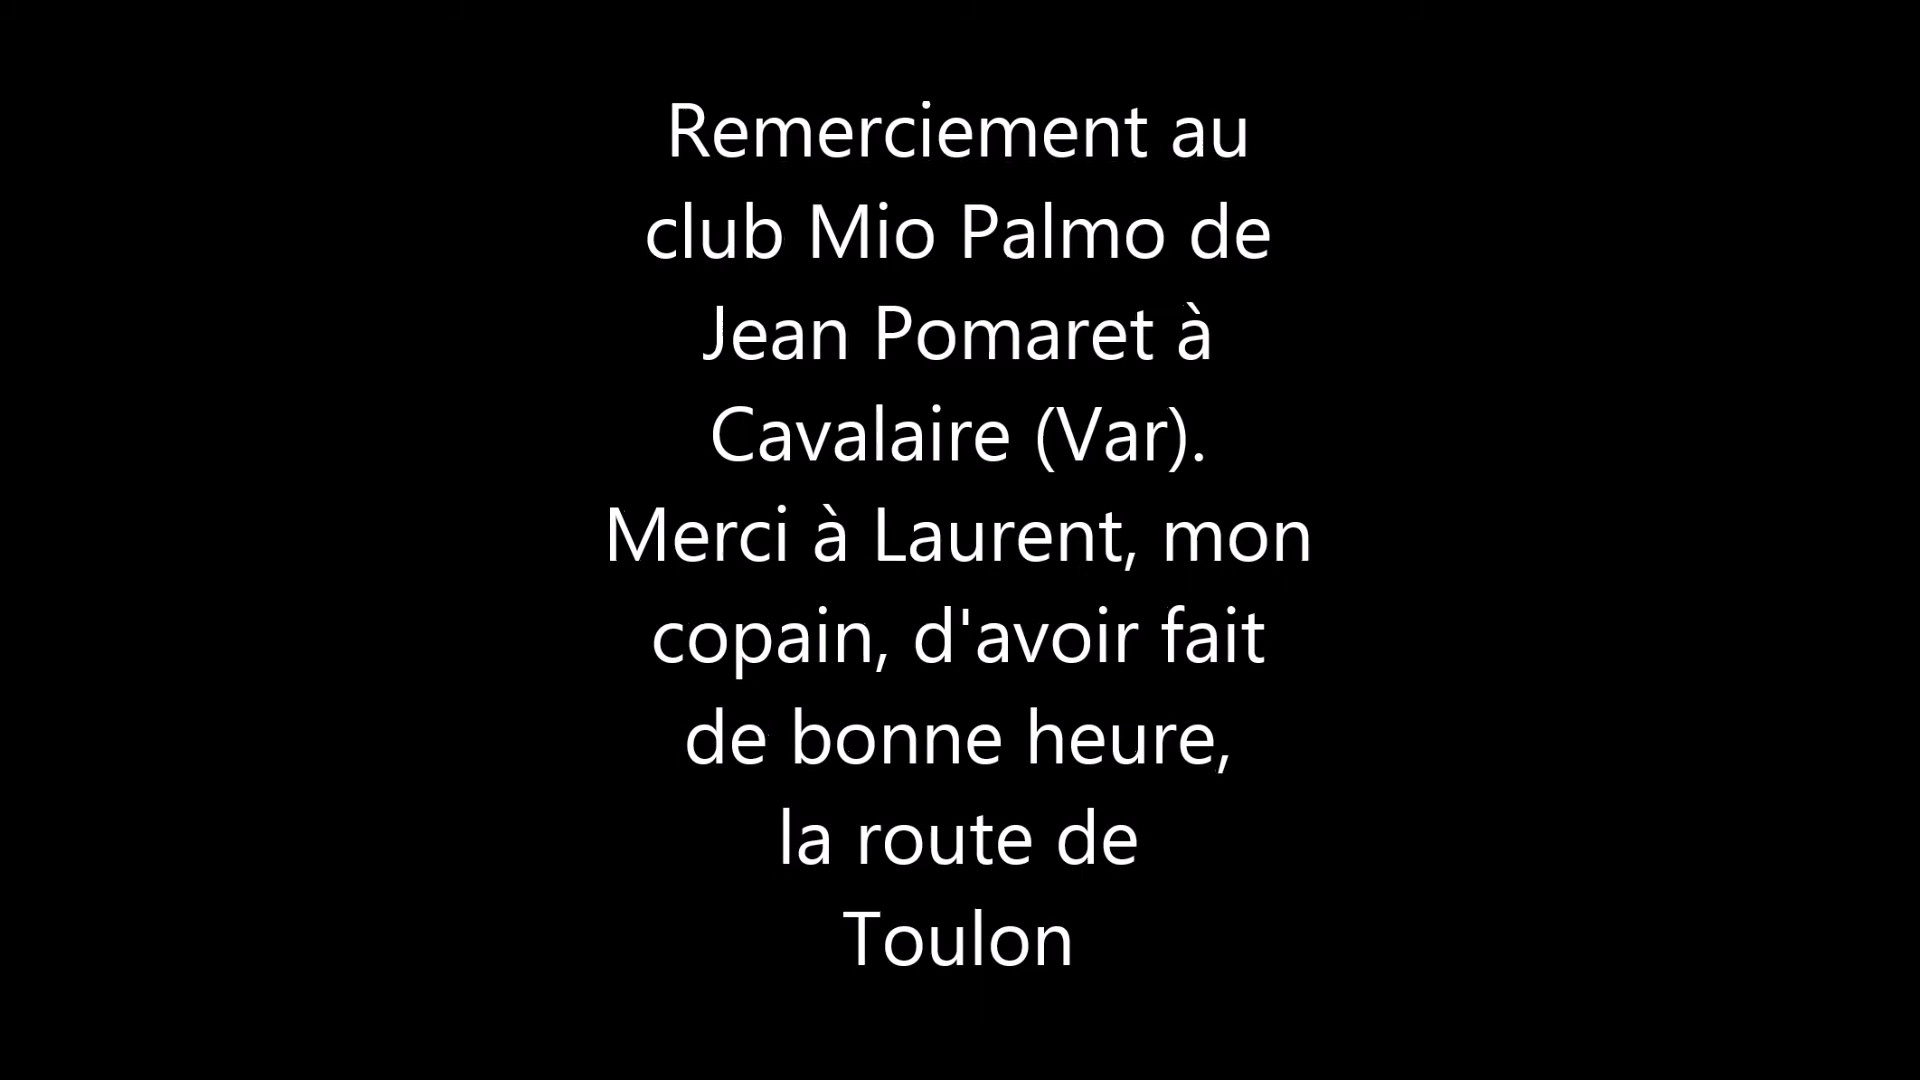 Remerciement au
club Mio Palmo de
Jean Pomaret à
Cavalaire (Var).
Merci à Laurent, mon
copain, d'avoir fait
de bonne heure,
la route de
Toulon